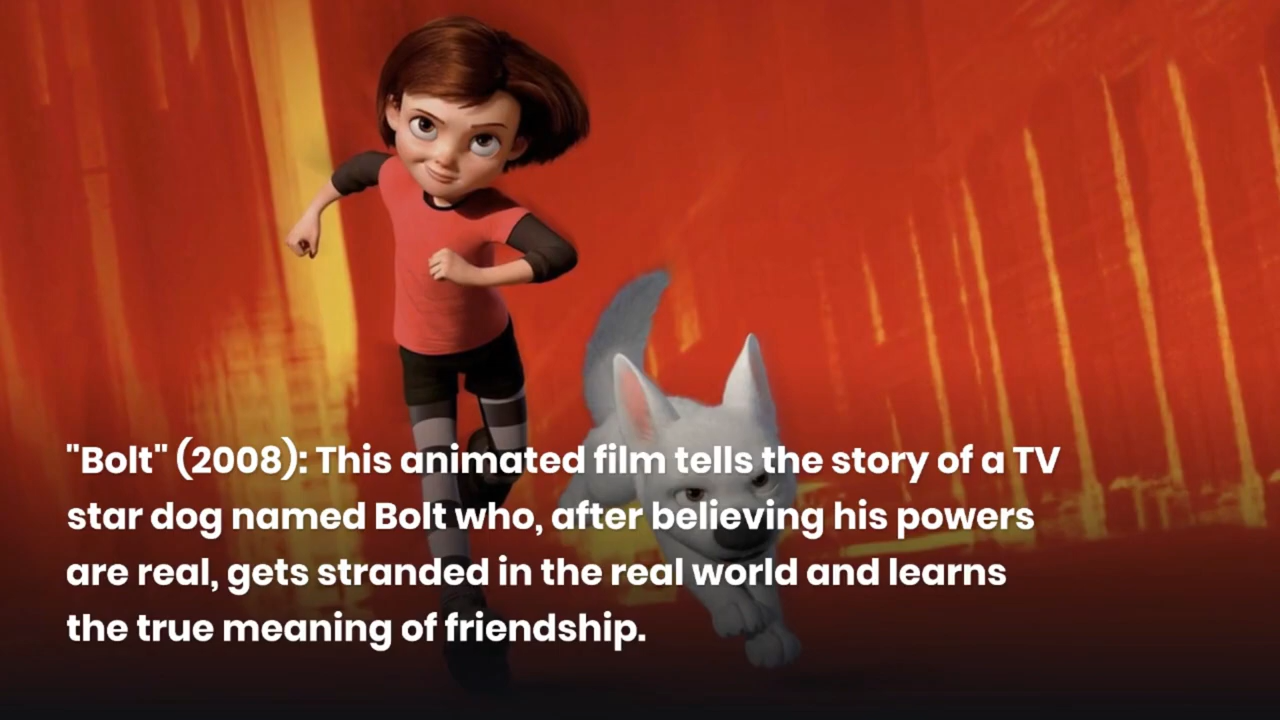 "Bolt" (2008): This animated film tells the story of a TV
star dog named Bolt who, after believing his powers
are real, gets stranded in the real world and learns
the true meaning of friendship.